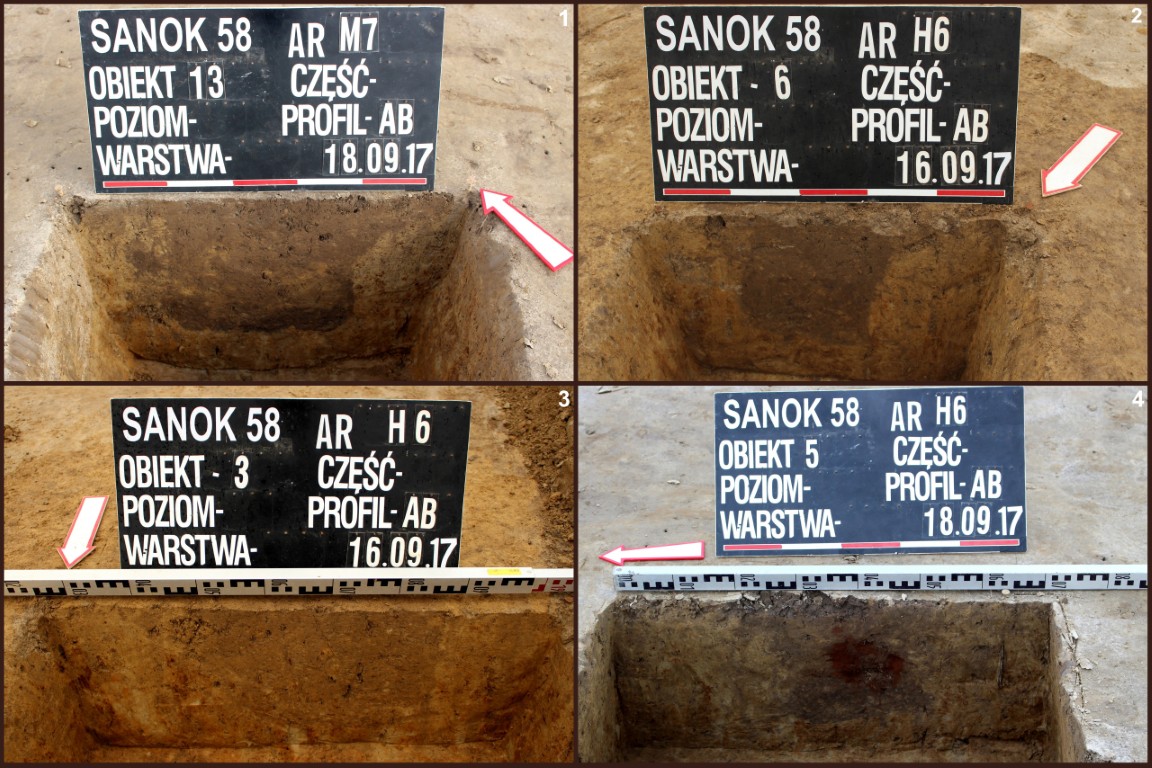 1
SANOK 58 AR M7
OBIEKT 13 CZĘŚĆ-
POZIOM- PROFIL- AB
WARSTWA- 18.09.17
2
SANOK 58 AR H6
OBIEKT - 6 CZĘŚĆ-
POZIOM- PROFIL- AB
WARSTWA- 16.09.17
3
SANOK 58 AR H6
OBIEKT - 3 CZĘŚĆ-
POZIOM- PROFIL- AB
WARSTWA- 16.09.17
4
SANOK 58 AR H6
OBIEKT 5 CZĘŚĆ-
POZIOM- PROFIL- AB
WARSTWA- 18.09.17